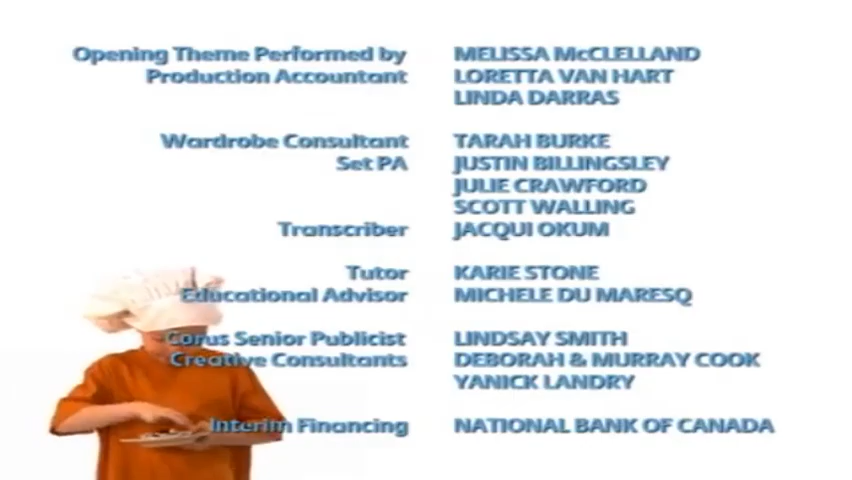 Opening Theme Performed by MELISSA McCLELLAND
Production Accountant LORETTA VAN HART
LINDA DARRAS
Wardrobe Consultant TARAH BURKE
Set PA JUSTIN BILLINGSLEY
JULIE CRAWFORD
SCOTT WALLING
Transcriber JACQUI OKUM
Tutor KARIE STONE
Educational Advisor MICHELE DU MARESQ
Corus Senior Publicist LINDSAY SMITH
Creative Consultants DEBORAH & MURRAY COOK
YANICK LANDRY
Interim Financing NATIONAL BANK OF CANADA